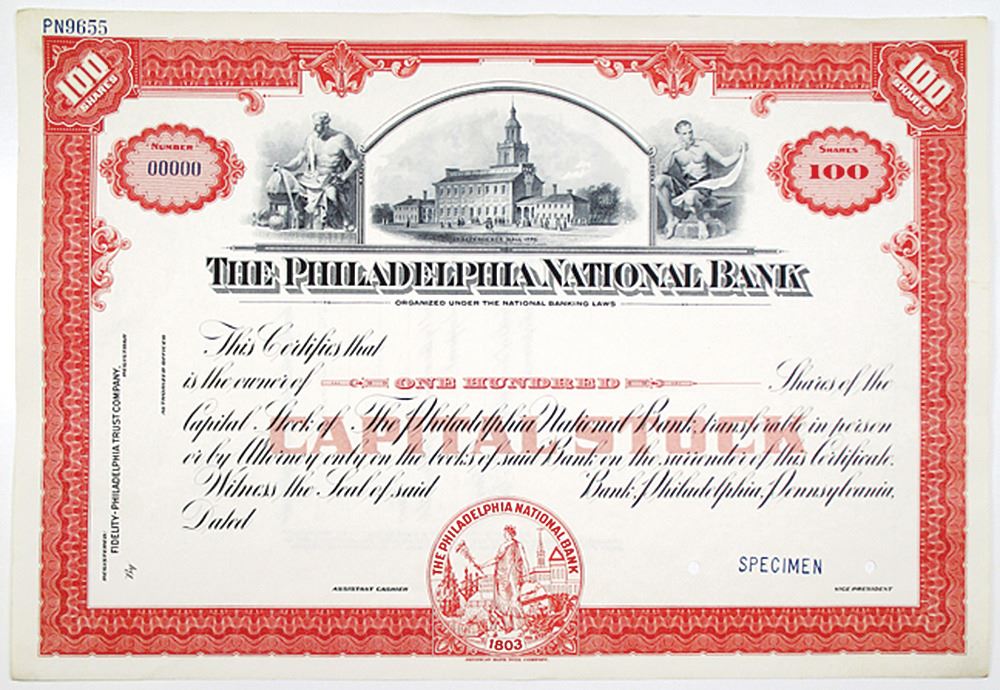 PN9655
100 SHARES
100 SHARES
NUMBER
00000
SHARES
100
INDEPENDENCE HALL 1776
THE PHILADELPHIA NATIONAL BANK
ORGANIZED UNDER THE NATIONAL BANKING LAWS
This Certifies that
is the owner of ONE HUNDRED Shares of the
CAPITAL STOCK
Capital Stock of The Philadelphia National Bank, transferable in person
or by Attorney only on the books of said Bank on the surrender of this Certificate.
Witness the Seal of said Bank, Philadelphia, Pennsylvania.
Dated
REGISTERED:
FIDELITY-PHILADELPHIA TRUST COMPANY,
REGISTRAR
By
AUTHORIZED OFFICER
THE PHILADELPHIA NATIONAL BANK
1803
SPECIMEN
ASSISTANT CASHIER
VICE PRESIDENT
AMERICAN BANK NOTE COMPANY.